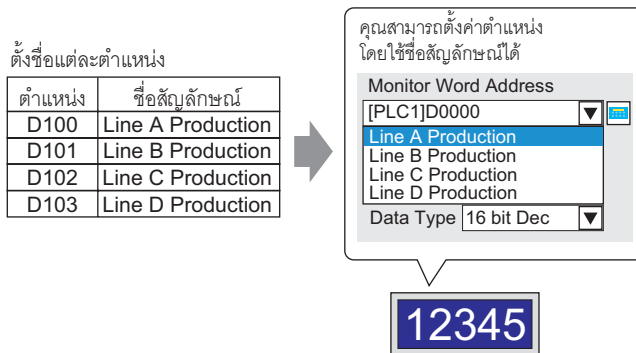 ตั้งชื่อแต่ละตำแหน่ง
ตำแหน่ง ชื่อสัญลักษณ์
D100 Line A Production
D101 Line B Production
D102 Line C Production
D103 Line D Production
คุณสามารถตั้งค่าตำแหน่ง
โดยใช้ชื่อสัญลักษณ์ได้
Monitor Word Address
[PLC1]D0000
Line A Production
Line B Production
Line C Production
Line D Production
Data Type 16 bit Dec
12345